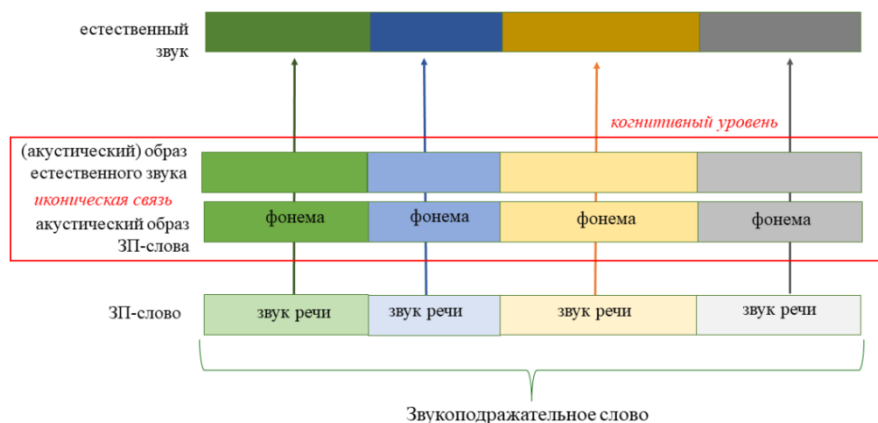 естественный
звук
когнитивный уровень
(акустический) образ
естественного звука
иконическая связь
акустический образ
ЗП-слова
фонема фонема фонема фонема
ЗП-слово
звук речи звук речи звук речи звук речи
Звукоподражательное слово